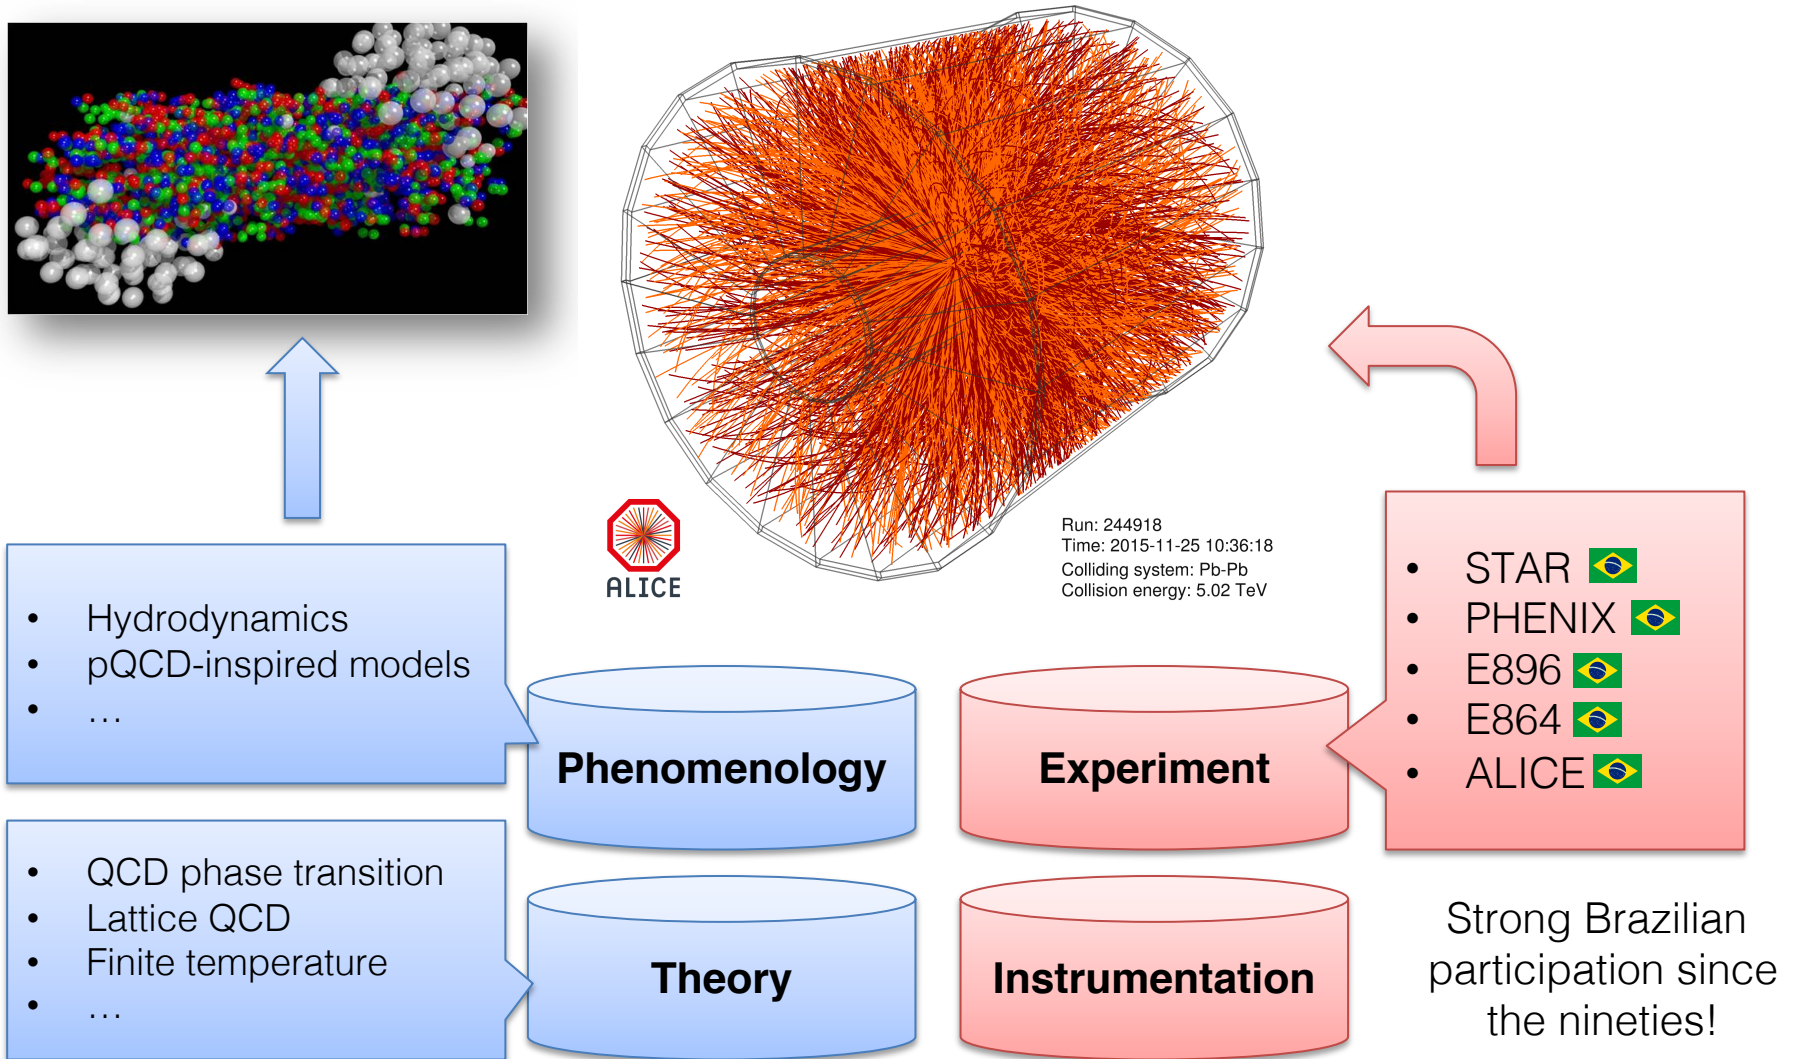 ALICE
Run: 244918
Time: 2015-11-25 10:36:18
Colliding system: Pb-Pb
Collision energy: 5.02 TeV
• Hydrodynamics
• pQCD-inspired models
• …
Phenomenology
Experiment
• STAR
• PHENIX
• E896
• E864
• ALICE
• QCD phase transition
• Lattice QCD
• Finite temperature
• …
Theory
Instrumentation
Strong Brazilian
participation since
the nineties!